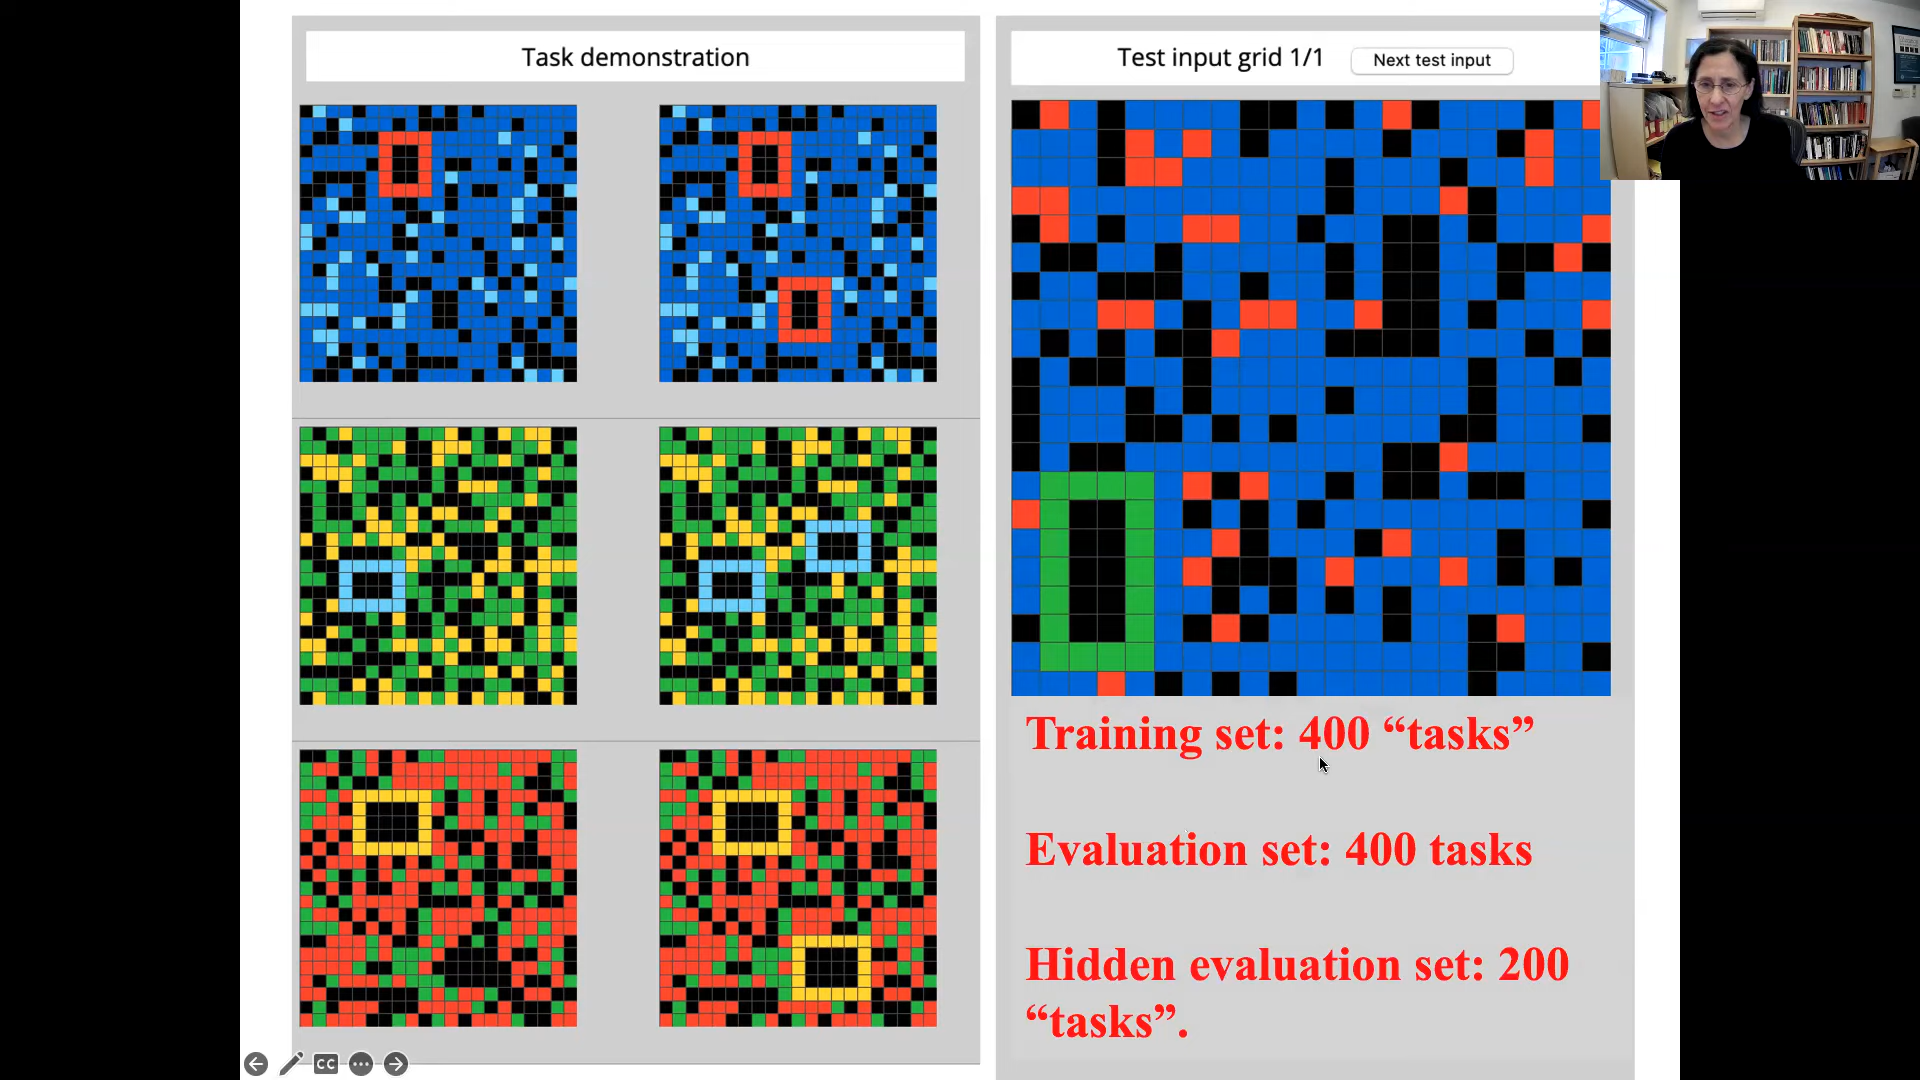 Task demonstration
Test input grid 1/1
Next test input
Training set: 400 “tasks”
Evaluation set: 400 tasks
Hidden evaluation set: 200
“tasks”.
CC